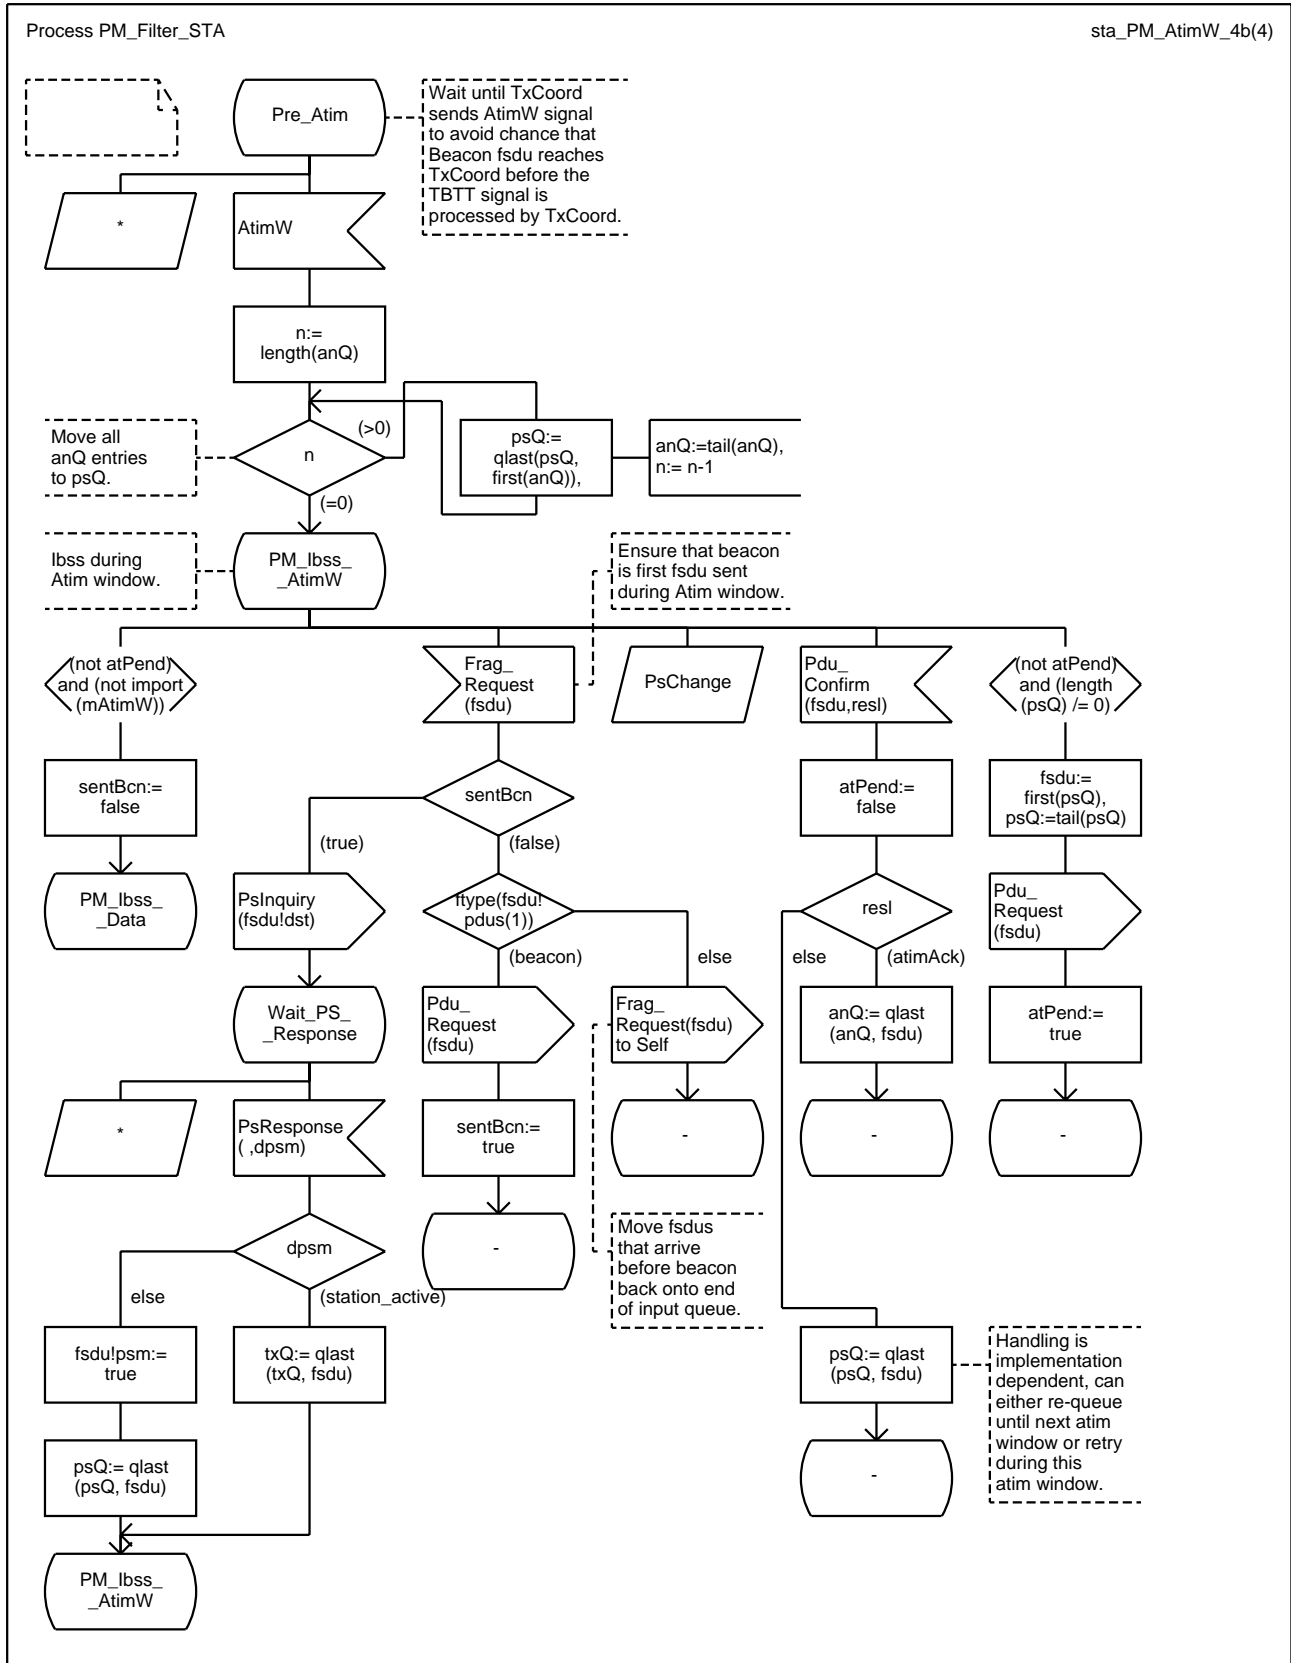 Process PM_Filter_STA
sta_PM_AtimW_4b(4)
Pre_Atim
Wait until TxCoord
sends AtimW signal
to avoid chance that
Beacon fsdu reaches
TxCoord before the
TBTT signal is
processed by TxCoord.
*
AtimW
n:=
length(anQ)
Move all
anQ entries
to psQ.
n
(>0)
(=0)
psQ:=
qlast(psQ,
first(anQ)),
anQ:=tail(anQ),
n:= n-1
Ibss during
Atim window.
PM_Ibss_
_AtimW
Ensure that beacon
is first fsdu sent
during Atim window.
(not atPend)
and (not import
(mAtimW))
Frag_
Request
(fsdu)
PsChange
Pdu_
Confirm
(fsdu,resl)
(not atPend)
and (length
(psQ) /= 0)
sentBcn:=
false
sentBcn
(true)
(false)
atPend:=
false
fsdu:=
first(psQ),
psQ:=tail(psQ)
PM_Ibss_
_Data
PsInquiry
(fsdu!dst)
ftype(fsdu!
pdus(1))
(beacon)
else
resl
else
(atimAck)
Pdu_
Request
(fsdu)
Wait_PS_
_Response
Pdu_
Request
(fsdu)
Frag_
Request(fsdu)
to Self
anQ:= qlast
(anQ, fsdu)
atPend:=
true
*
PsResponse
( ,dpsm)
sentBcn:=
true
-
-
-
dpsm
else
(station_active)
-
Move fsdus
that arrive
before beacon
back onto end
of input queue.
fsdu!psm:=
true
txQ:= qlast
(txQ, fsdu)
psQ:= qlast
(psQ, fsdu)
Handling is
implementation
dependent, can
either re-queue
until next atim
window or retry
during this
atim window.
psQ:= qlast
(psQ, fsdu)
-
PM_Ibss_
_AtimW